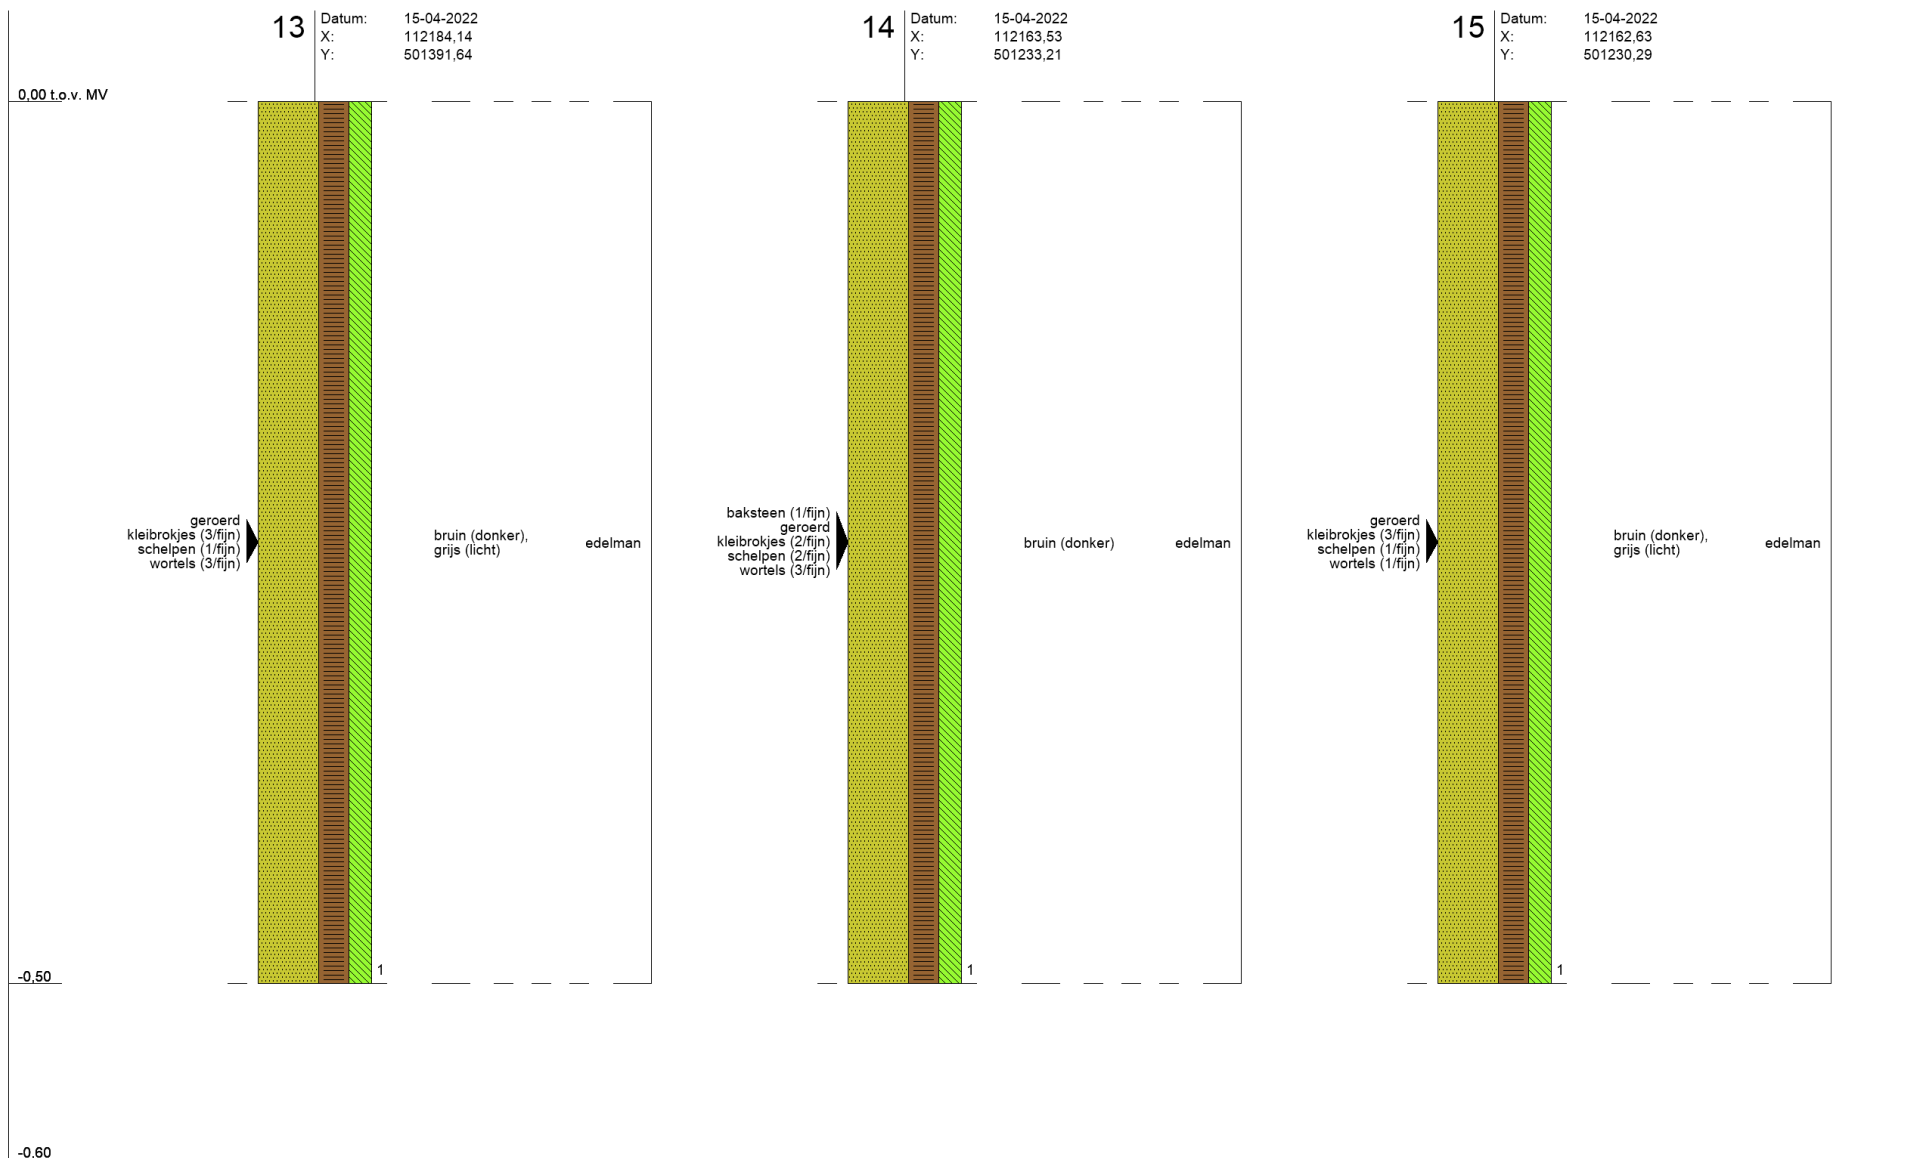 13
Datum: 15-04-2022
X: 112184,14
Y: 501391,64
14
Datum: 15-04-2022
X: 112163,53
Y: 501233,21
15
Datum: 15-04-2022
X: 112162,63
Y: 501230,29
0,00 t.o.v. MV
geroerd
kleibrokjes (3/fijn)
schelpen (1/fijn)
wortels (3/fijn)
bruin (donker),
grijs (licht)
edelman
1
baksteen (1/fijn)
geroerd
kleibrokjes (2/fijn)
schelpen (2/fijn)
wortels (3/fijn)
bruin (donker)
edelman
1
geroerd
kleibrokjes (3/fijn)
schelpen (1/fijn)
wortels (1/fijn)
bruin (donker),
grijs (licht)
edelman
1
-0,50
-0,60